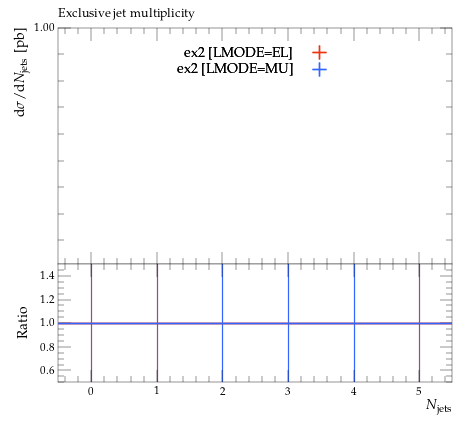 Exclusive jet multiplicity
1.00
dσ/dN_jets [pb]
ex2 [LMODE=EL]
ex2 [LMODE=MU]
1.4
1.2
1.0
0.8
0.6
Ratio
0 1 2 3 4 5
N_jets